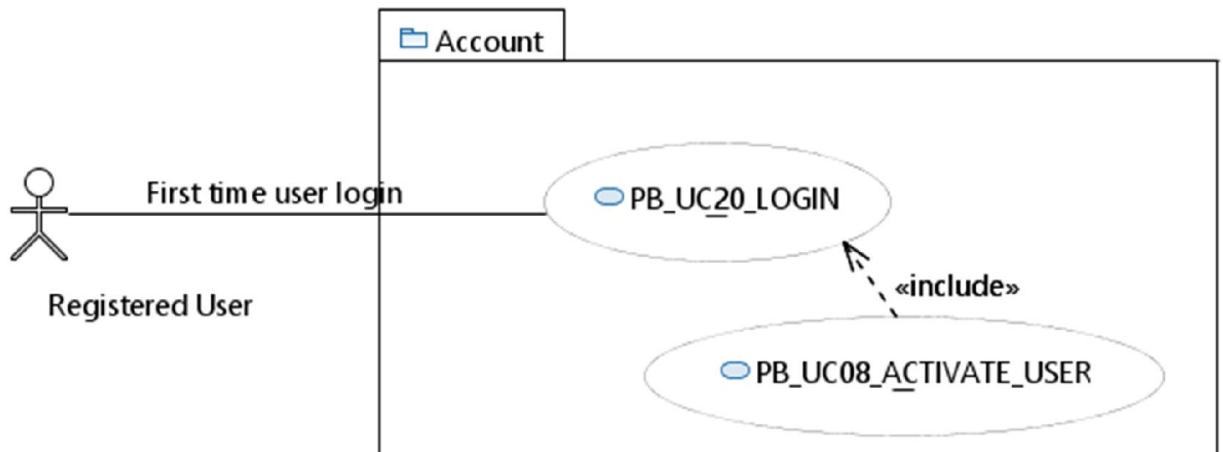 Account
First time user login
PB_UC20_LOGIN
Registered User
«include»
PB_UC08_ACTIVATE_USER